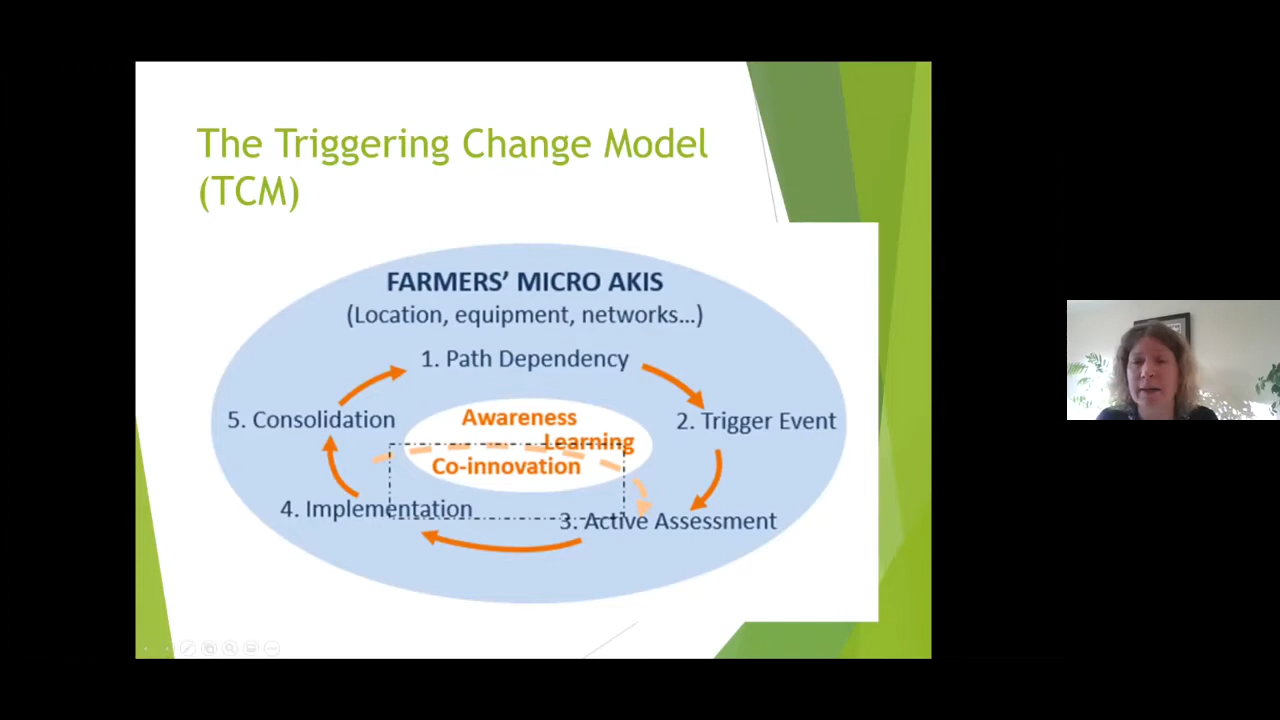 The Triggering Change Model
(TCM)
FARMERS’ MICRO AKIS
(Location, equipment, networks...)
1. Path Dependency
2. Trigger Event
3. Active Assessment
4. Implementation
5. Consolidation
Awareness
Learning
Co-innovation